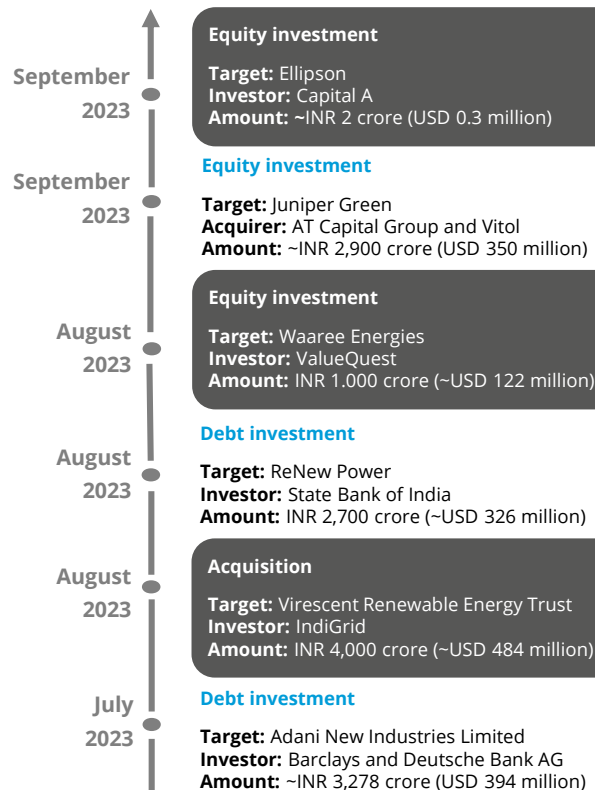 September
2023
Equity investment
Target: Ellipson
Investor: Capital A
Amount: ~INR 2 crore (USD 0.3 million)
September
2023
Equity investment
Target: Juniper Green
Acquirer: AT Capital Group and Vitol
Amount: ~INR 2,900 crore (USD 350 million)
August
2023
Equity investment
Target: Waaree Energies
Investor: ValueQuest
Amount: INR 1.000 crore (~USD 122 million)
August
2023
Debt investment
Target: ReNew Power
Investor: State Bank of India
Amount: INR 2,700 crore (~USD 326 million)
August
2023
Acquisition
Target: Virescent Renewable Energy Trust
Investor: IndiGrid
Amount: INR 4,000 crore (~USD 484 million)
July
2023
Debt investment
Target: Adani New Industries Limited
Investor: Barclays and Deutsche Bank AG
Amount: ~INR 3,278 crore (USD 394 million)